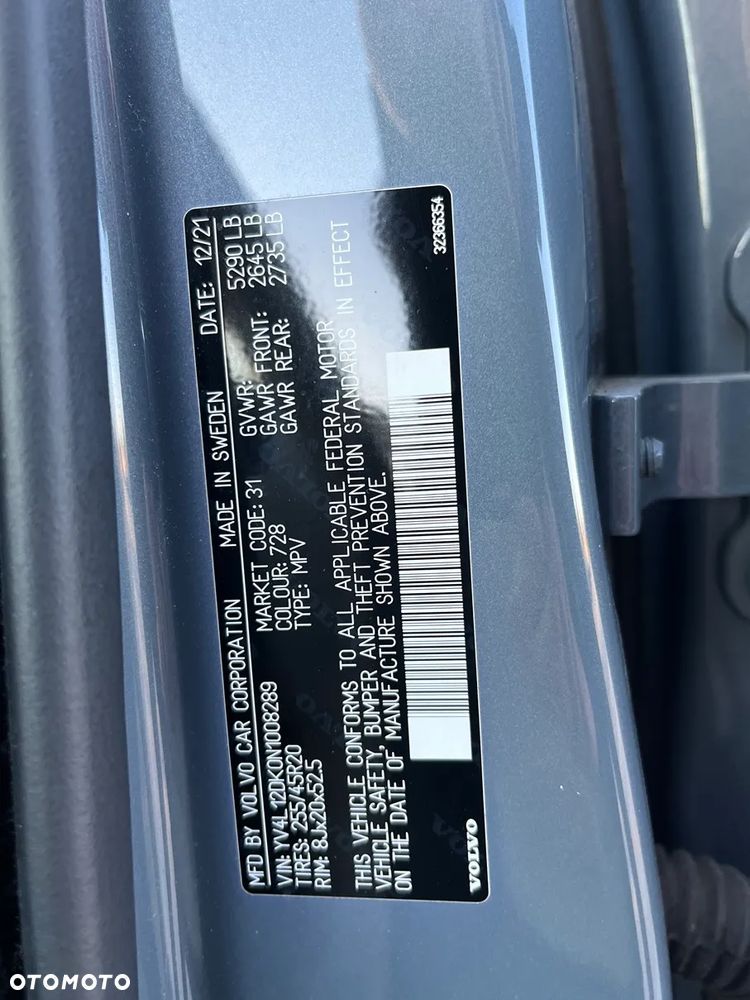 MFD BY VOLVO CAR CORPORATION MADE IN SWEDEN DATE: 12/21
VIN:YV4L12DK0N1008289 MARKET CODE: 31 GVWR: 5290 LB
TIRES: 255/45R20 COLOUR: 728 GAWR FRONT: 2645 LB
RIM: 8Jx20x52.5 TYPE: MPV GAWR REAR: 2735 LB
THIS VEHICLE CONFORMS TO ALL APPLICABLE FEDERAL MOTOR
VEHICLE SAFETY, BUMPER AND THEFT PREVENTION STANDARDS IN EFFECT
ON THE DATE OF MANUFACTURE SHOWN ABOVE.
VOLVO 32366354
OTOMOTO